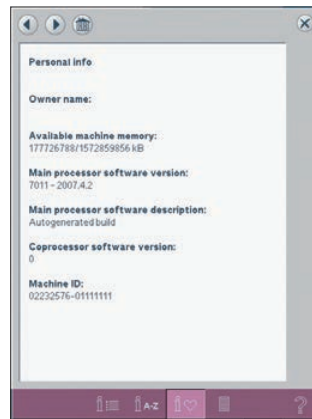 Personal info
Owner name:
Available machine memory:
177726788/1572859856 kB
Main processor software version:
7011 - 2007.4.2
Main processor software description:
Autogenerated build
Coprocessor software version:
0
Machine ID:
02232576-01111111
A-Z
?